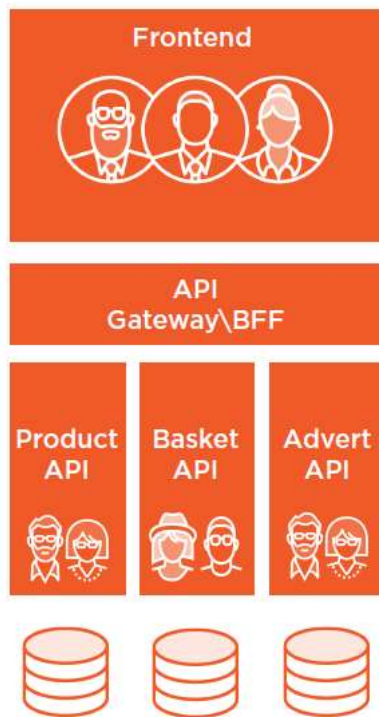 Frontend
API
Gateway\BFF
Product
API
Basket
API
Advert
API